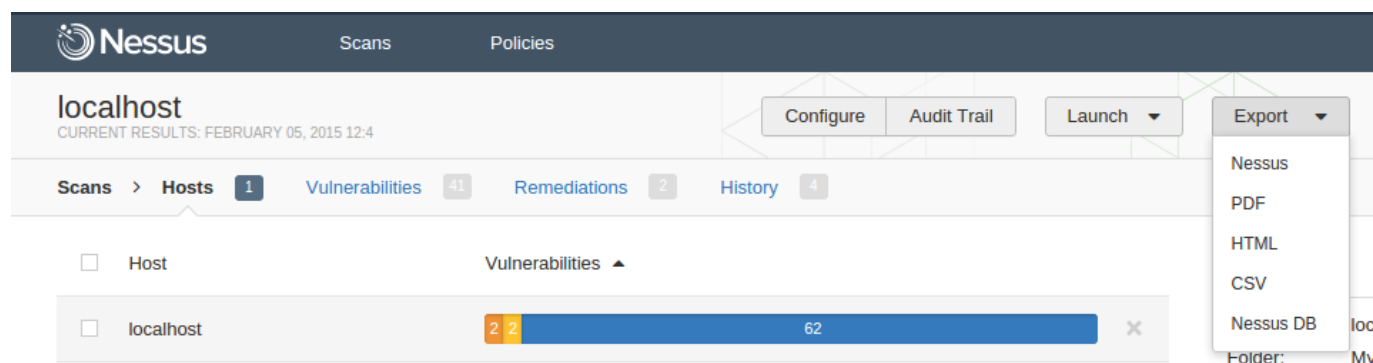 Nessus Scans Policies
localhost
CURRENT RESULTS: FEBRUARY 05, 2015 12:4
Configure Audit Trail Launch Export
Scans > Hosts 1 Vulnerabilities 41 Remediations 2 History 4
Nessus
PDF
HTML
CSV
Nessus DB
Host Vulnerabilities
localhost 2 2 62
Folder:
My